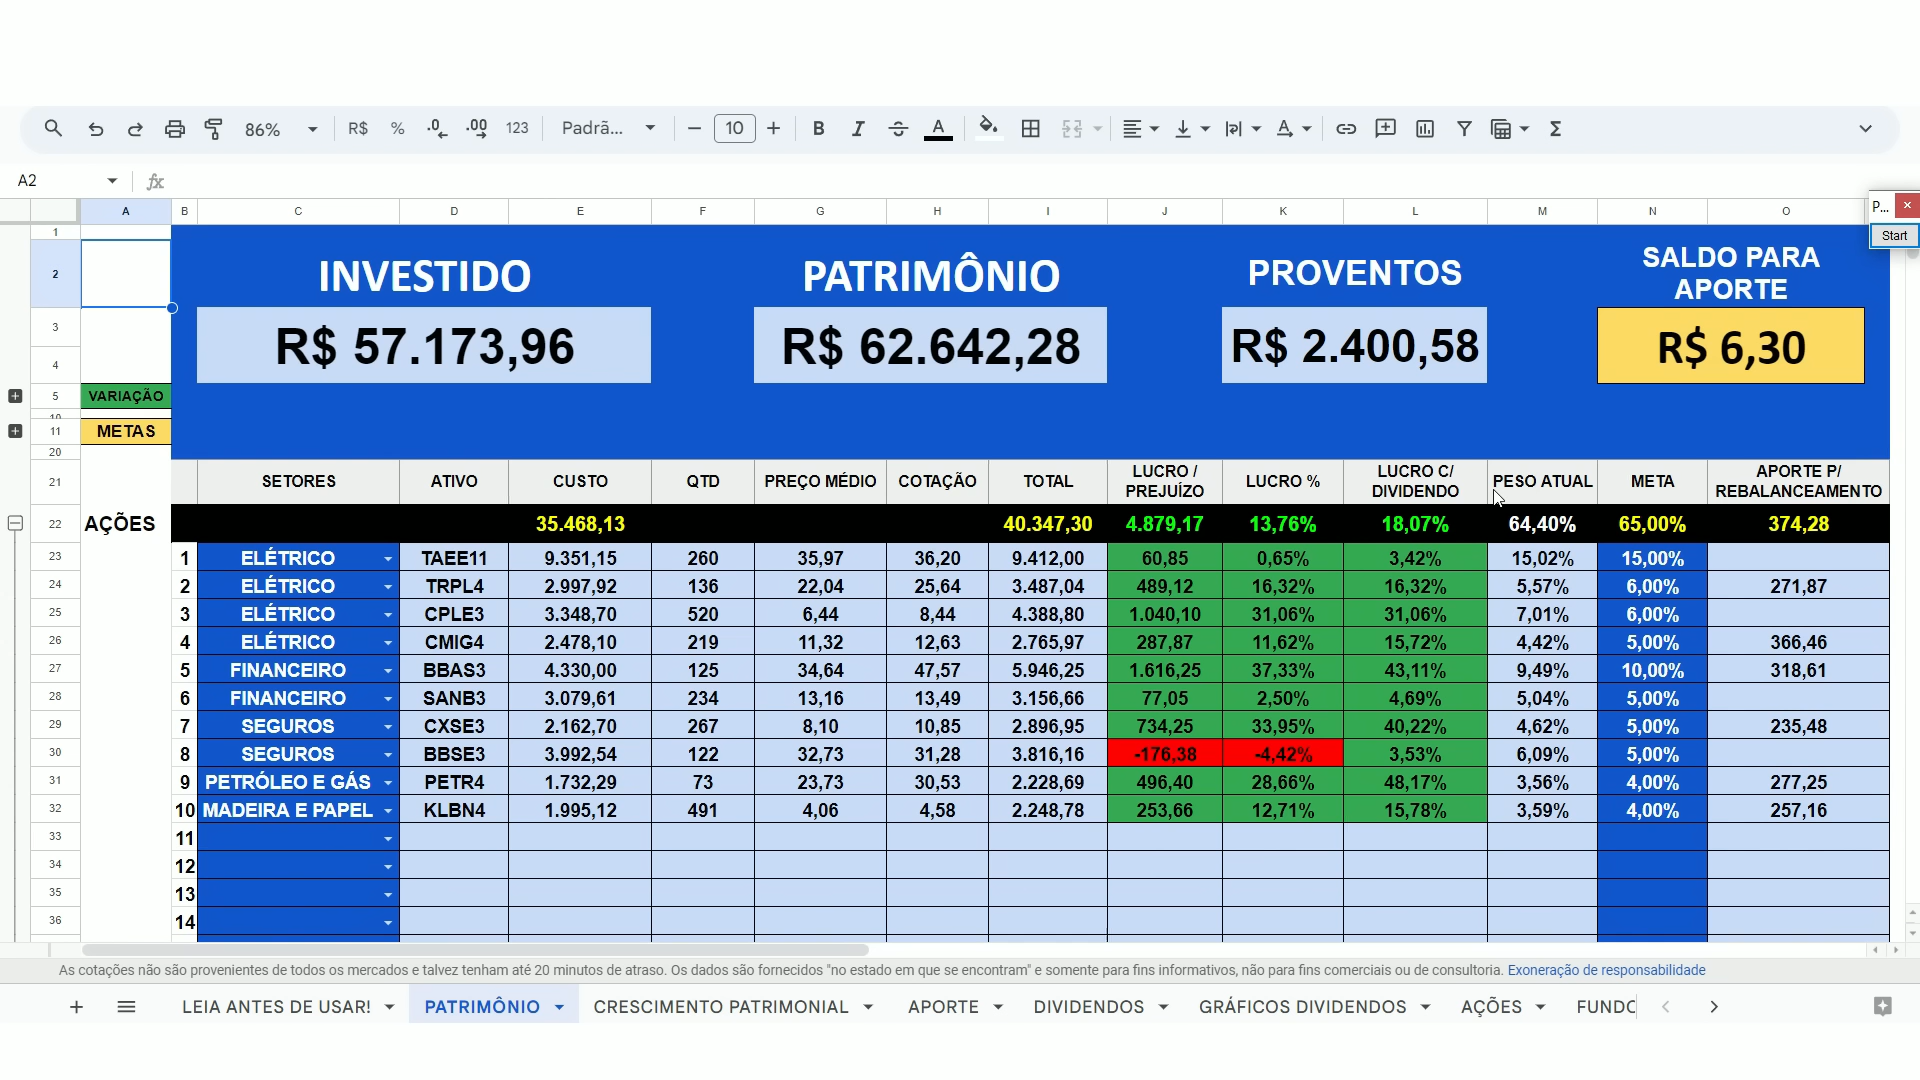 86% R$ % .0 .00 123 Padrã... 10 B I A
A2 fx
P... ×
Start
A B C D E F G H I J K L M N O
1
2 INVESTIDO PATRIMÔNIO PROVENTOS SALDO PARA APORTE
3 R$ 57.173,96 R$ 62.642,28 R$ 2.400,58 R$ 6,30
4
5 VARIAÇÃO
10
11 METAS
20
21 SETORES ATIVO CUSTO QTD PREÇO MÉDIO COTAÇÃO TOTAL LUCRO / PREJUÍZO LUCRO % LUCRO C/ DIVIDENDO PESO ATUAL META APORTE P/ REBALANCEAMENTO
22 AÇÕES 35.468,13 40.347,30 4.879,17 13,76% 18,07% 64,40% 65,00% 374,28
23 1 ELÉTRICO TAEE11 9.351,15 260 35,97 36,20 9.412,00 60,85 0,65% 3,42% 15,02% 15,00%
24 2 ELÉTRICO TRPL4 2.997,92 136 22,04 25,64 3.487,04 489,12 16,32% 16,32% 5,57% 6,00% 271,87
25 3 ELÉTRICO CPLE3 3.348,70 520 6,44 8,44 4.388,80 1.040,10 31,06% 31,06% 7,01% 6,00%
26 4 ELÉTRICO CMIG4 2.478,10 219 11,32 12,63 2.765,97 287,87 11,62% 15,72% 4,42% 5,00% 366,46
27 5 FINANCEIRO BBAS3 4.330,00 125 34,64 47,57 5.946,25 1.616,25 37,33% 43,11% 9,49% 10,00% 318,61
28 6 FINANCEIRO SANB3 3.079,61 234 13,16 13,49 3.156,66 77,05 2,50% 4,69% 5,04% 5,00%
29 7 SEGUROS CXSE3 2.162,70 267 8,10 10,85 2.896,95 734,25 33,95% 40,22% 4,62% 5,00% 235,48
30 8 SEGUROS BBSE3 3.992,54 122 32,73 31,28 3.816,16 -176,38 -4,42% 3,53% 6,09% 5,00%
31 9 PETRÓLEO E GÁS PETR4 1.732,29 73 23,73 30,53 2.228,69 496,40 28,66% 48,17% 3,56% 4,00% 277,25
32 10 MADEIRA E PAPEL KLBN4 1.995,12 491 4,06 4,58 2.248,78 253,66 12,71% 15,78% 3,59% 4,00% 257,16
33 11
34 12
35 13
36 14
As cotações não são provenientes de todos os mercados e talvez tenham até 20 minutos de atraso. Os dados são fornecidos "no estado em que se encontram" e somente para fins informativos, não para fins comerciais ou de consultoria. Exoneração de responsabilidade
LEIA ANTES DE USAR! PATRIMÔNIO CRESCIMENTO PATRIMONIAL APORTE DIVIDENDOS GRÁFICOS DIVIDENDOS AÇÕES FUNDO